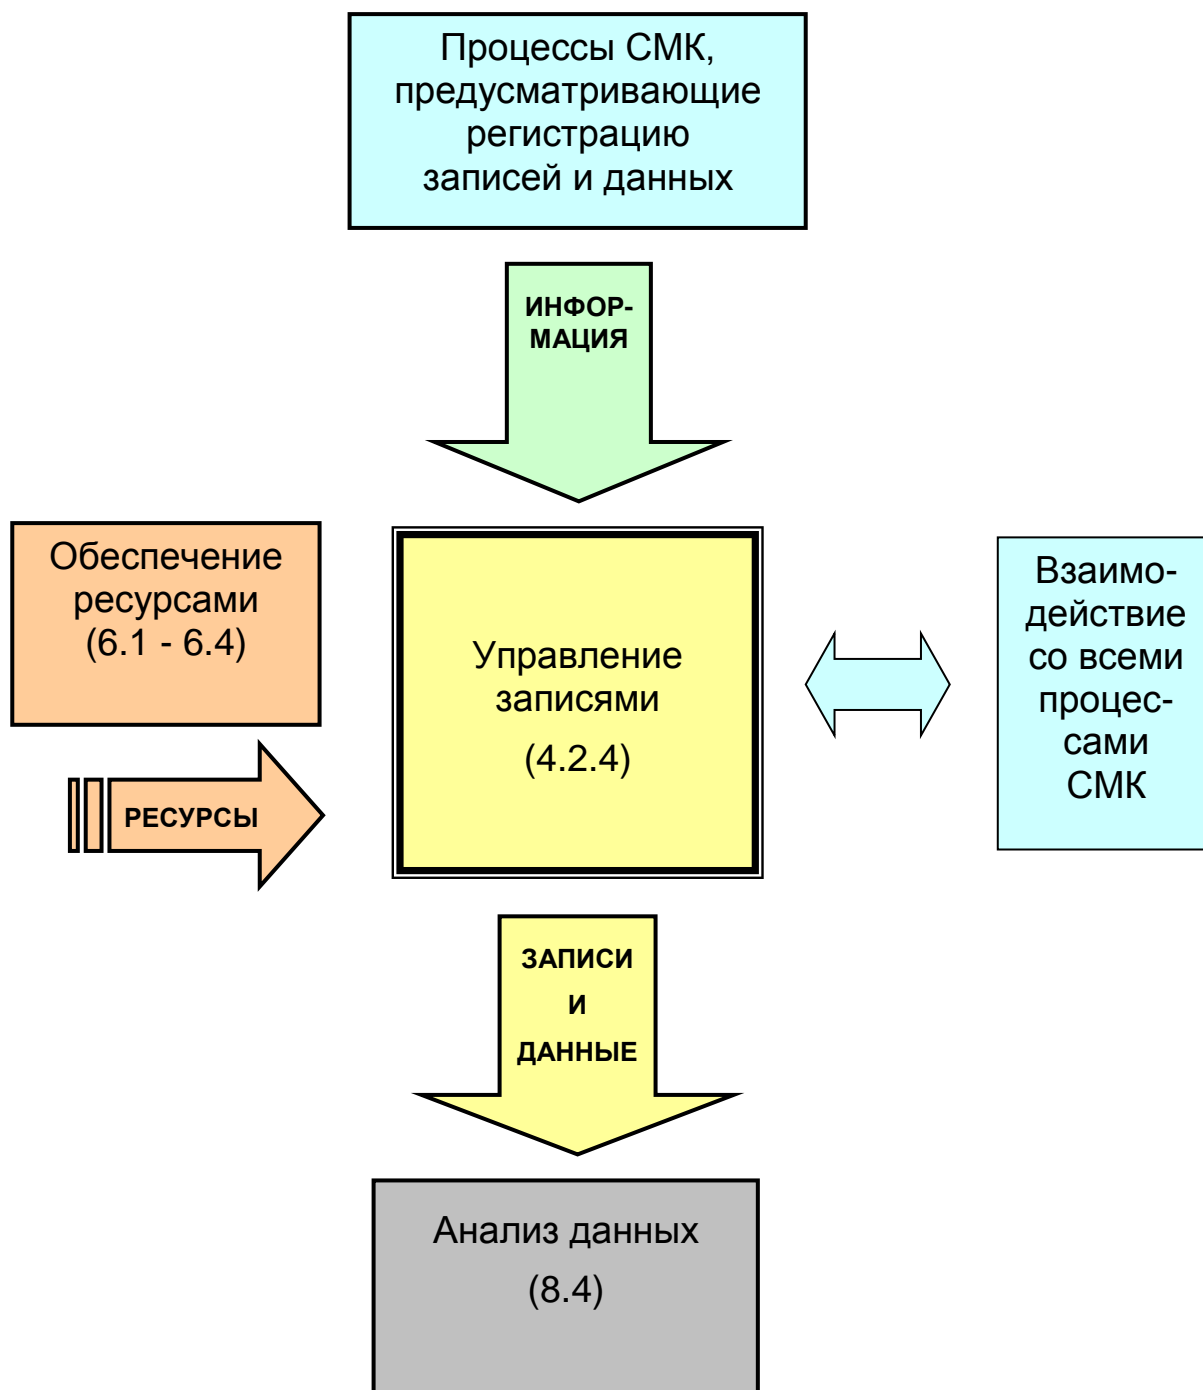 Процессы СМК,
предусматривающие
регистрацию
записей и данных
ИНФОР-
МАЦИЯ
Обеспечение
ресурсами
(6.1 - 6.4)
РЕСУРСЫ
Управление
записями
(4.2.4)
Взаимо-
действие
со всеми
процес-
сами
СМК
ЗАПИСИ
И
ДАННЫЕ
Анализ данных
(8.4)